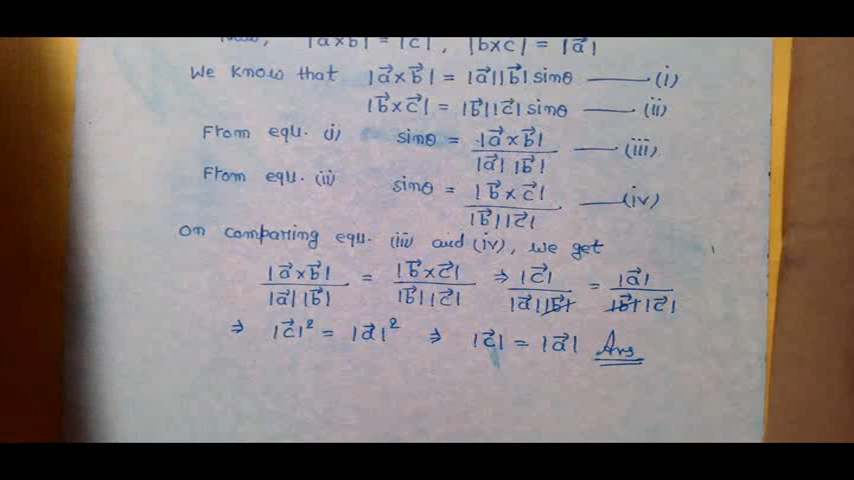 |a×b| = |c| , |b×c| = |a⃗|
We know that |a⃗×b⃗| = |a⃗||b⃗| sinθ —— (i)
|b⃗×c⃗| = |b⃗||c⃗| sinθ —— (ii)
From equ. (i) sinθ = |a⃗×b⃗| / |a⃗||b⃗| —— (iii)
From equ. (ii) sinθ = |b⃗×c⃗| / |b⃗||c⃗| —— (iv)
on comparing equ. (iii) and (iv), we get
|a⃗×b⃗| / |a⃗||b⃗| = |b⃗×c⃗| / |b⃗||c⃗| ⇒ |c⃗| / |a⃗||b⃗| = |a⃗| / |b⃗||c⃗|
⇒ |c⃗|² = |a⃗|² ⇒ |c⃗| = |a⃗| Ans